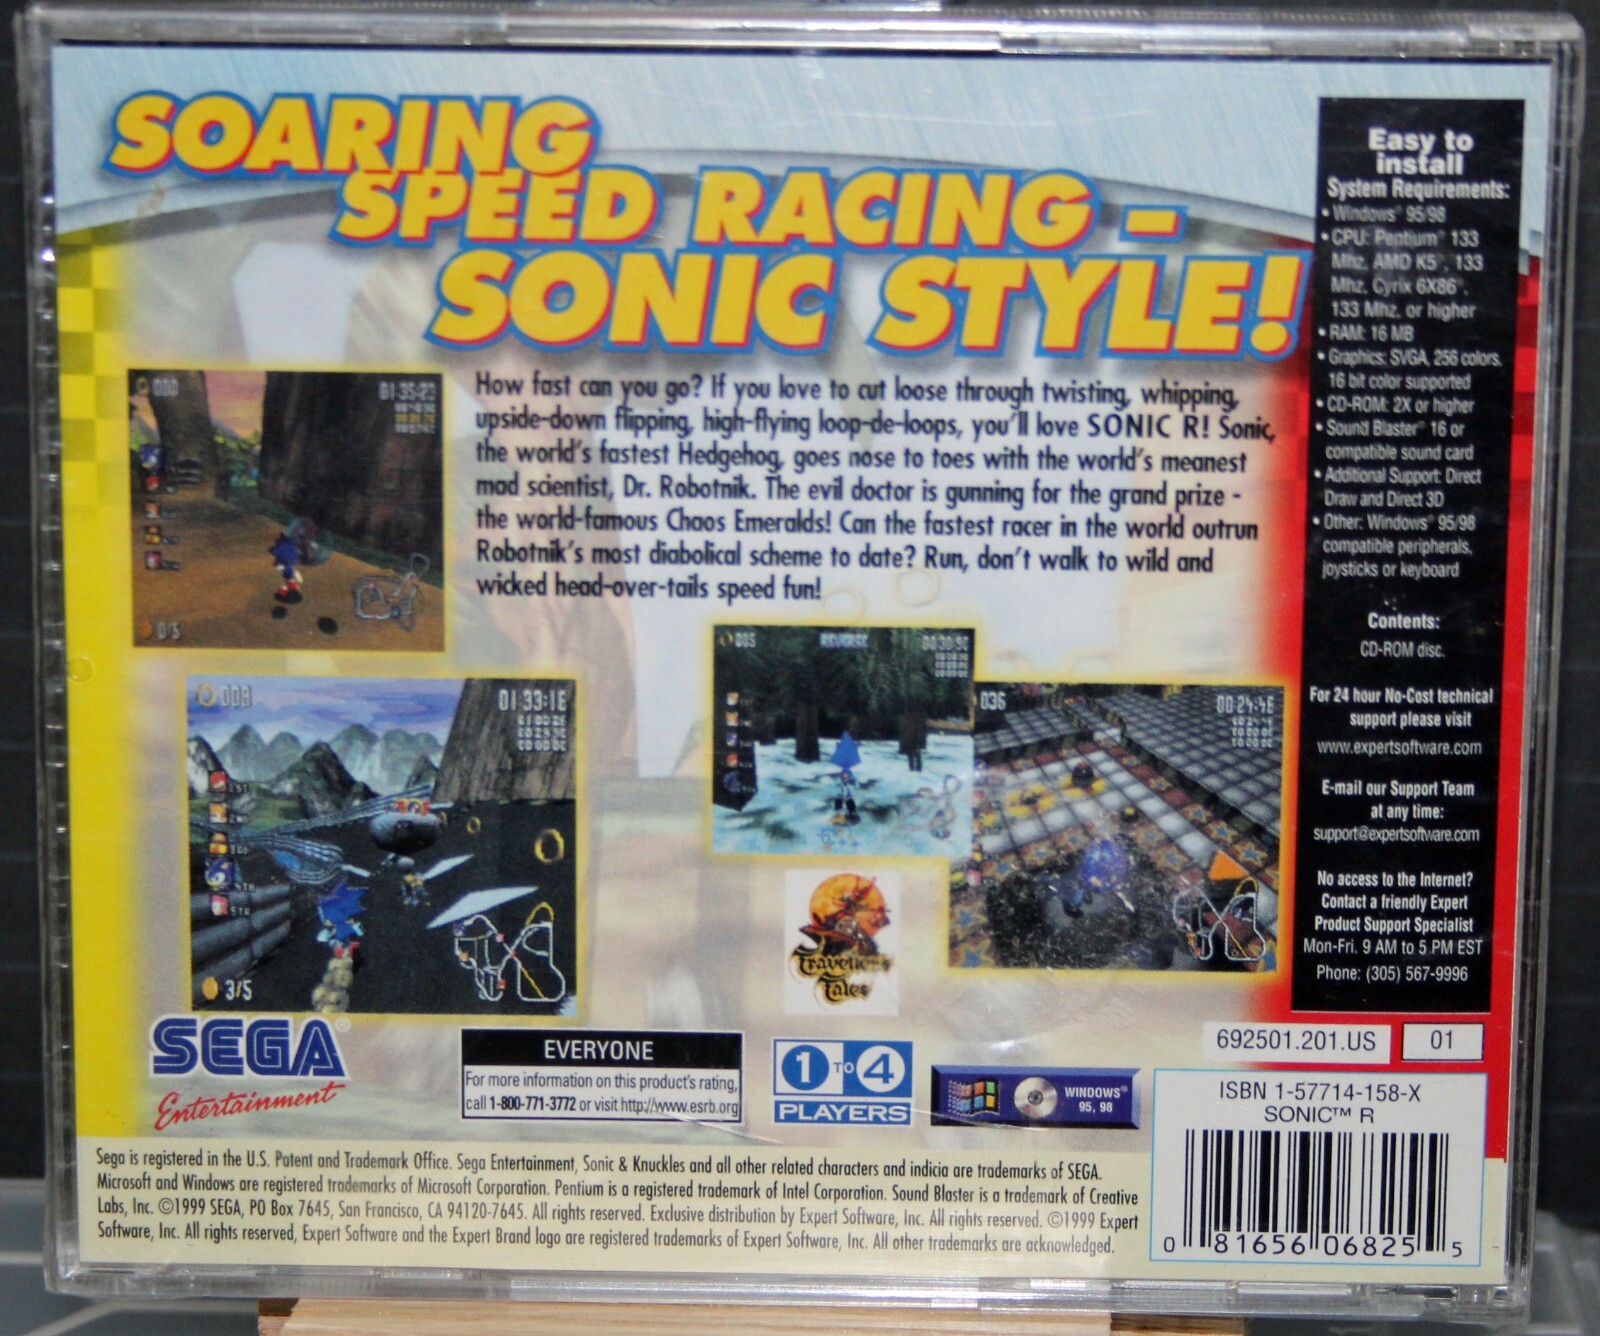 SOARING
SPEED RACING -
SONIC STYLE!
How fast can you go? If you love to cut loose through twisting, whipping,
upside-down flipping, high-flying loop-de-loops, you'll love SONIC R! Sonic,
the world's fastest Hedgehog, goes nose to toes with the world's meanest
mad scientist, Dr. Robotnik. The evil doctor is gunning for the grand prize -
the world-famous Chaos Emeralds! Can the fastest racer in the world outrun
Robotnik's most diabolical scheme to date? Run, don't walk to wild and
wicked head-over-tails speed fun!
000
01:35:23
0/5
008
01:33:1
3/5
005
REVERSE
036
Traveller's
Tales
Easy to
install
System Requirements:
• Windows® 95/98
• CPU: Pentium® 133
Mhz, AMD K5®, 133
Mhz, Cyrix 6X86®,
133 Mhz, or higher
• RAM: 16 MB
• Graphics: SVGA, 256 colors,
16 bit color supported
• CD-ROM: 2X or higher
• Sound Blaster® 16 or
compatible sound card
• Additional Support: Direct
Draw and Direct 3D
• Other: Windows® 95/98
compatible peripherals,
joysticks or keyboard
Contents:
CD-ROM disc.
For 24 hour No-Cost technical
support please visit
www.expertsoftware.com
E-mail our Support Team
at any time:
support@expertsoftware.com
No access to the Internet?
Contact a friendly Expert
Product Support Specialist
Mon-Fri. 9 AM to 5 PM EST
Phone: (305) 567-9996
692501.201.US
01
SEGA®
Entertainment
EVERYONE
For more information on this product's rating,
call 1-800-771-3772 or visit http://www.esrb.org
1 TO 4
PLAYERS
WINDOWS®
95, 98
ISBN 1-57714-158-X
SONIC™ R
0 81656 06825 5
Sega is registered in the U.S. Patent and Trademark Office. Sega Entertainment, Sonic & Knuckles and all other related characters and indicia are trademarks of SEGA.
Microsoft and Windows are registered trademarks of Microsoft Corporation. Pentium is a registered trademark of Intel Corporation. Sound Blaster is a trademark of Creative
Labs, Inc. ©1999 SEGA, PO Box 7645, San Francisco, CA 94120-7645. All rights reserved. Exclusive distribution by Expert Software, Inc. All rights reserved. ©1999 Expert
Software, Inc. All rights reserved, Expert Software and the Expert Brand logo are registered trademarks of Expert Software, Inc. All other trademarks are acknowledged.